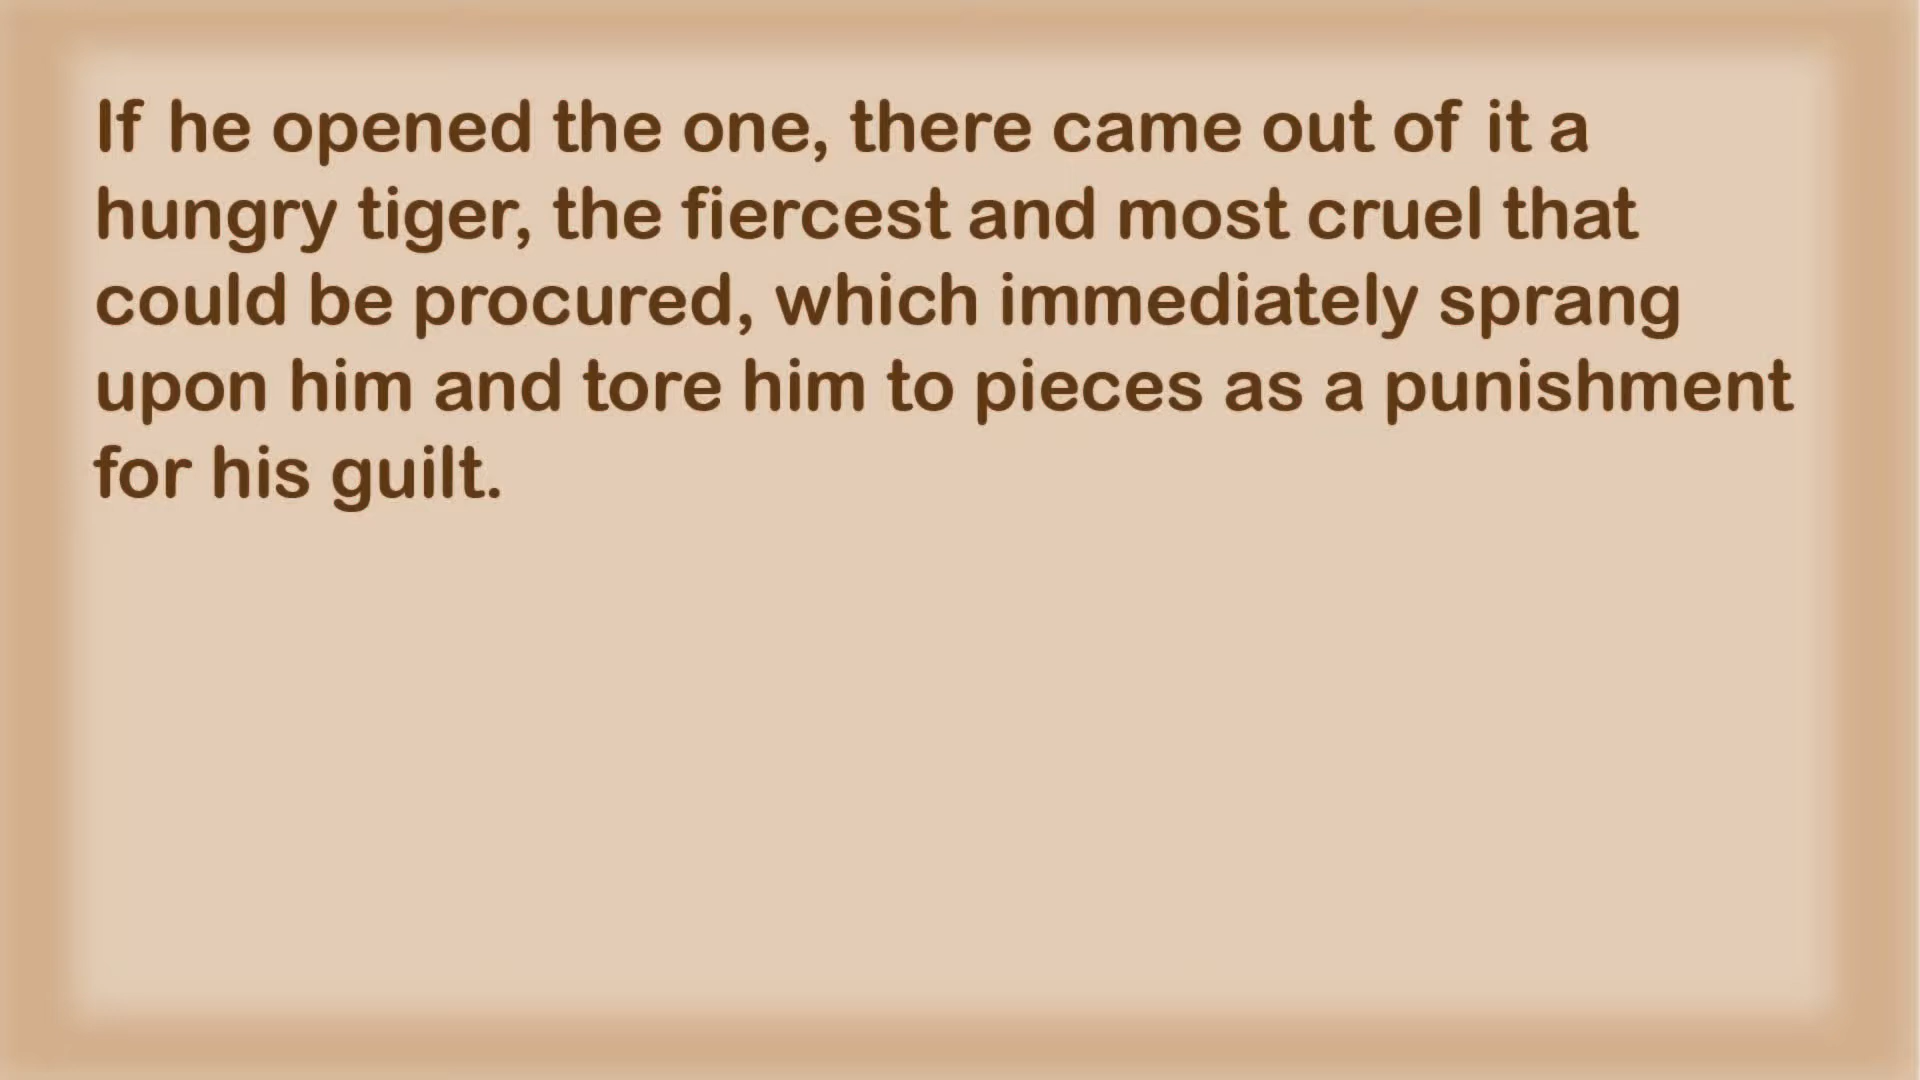 If he opened the one, there came out of it a
hungry tiger, the fiercest and most cruel that
could be procured, which immediately sprang
upon him and tore him to pieces as a punishment
for his guilt.